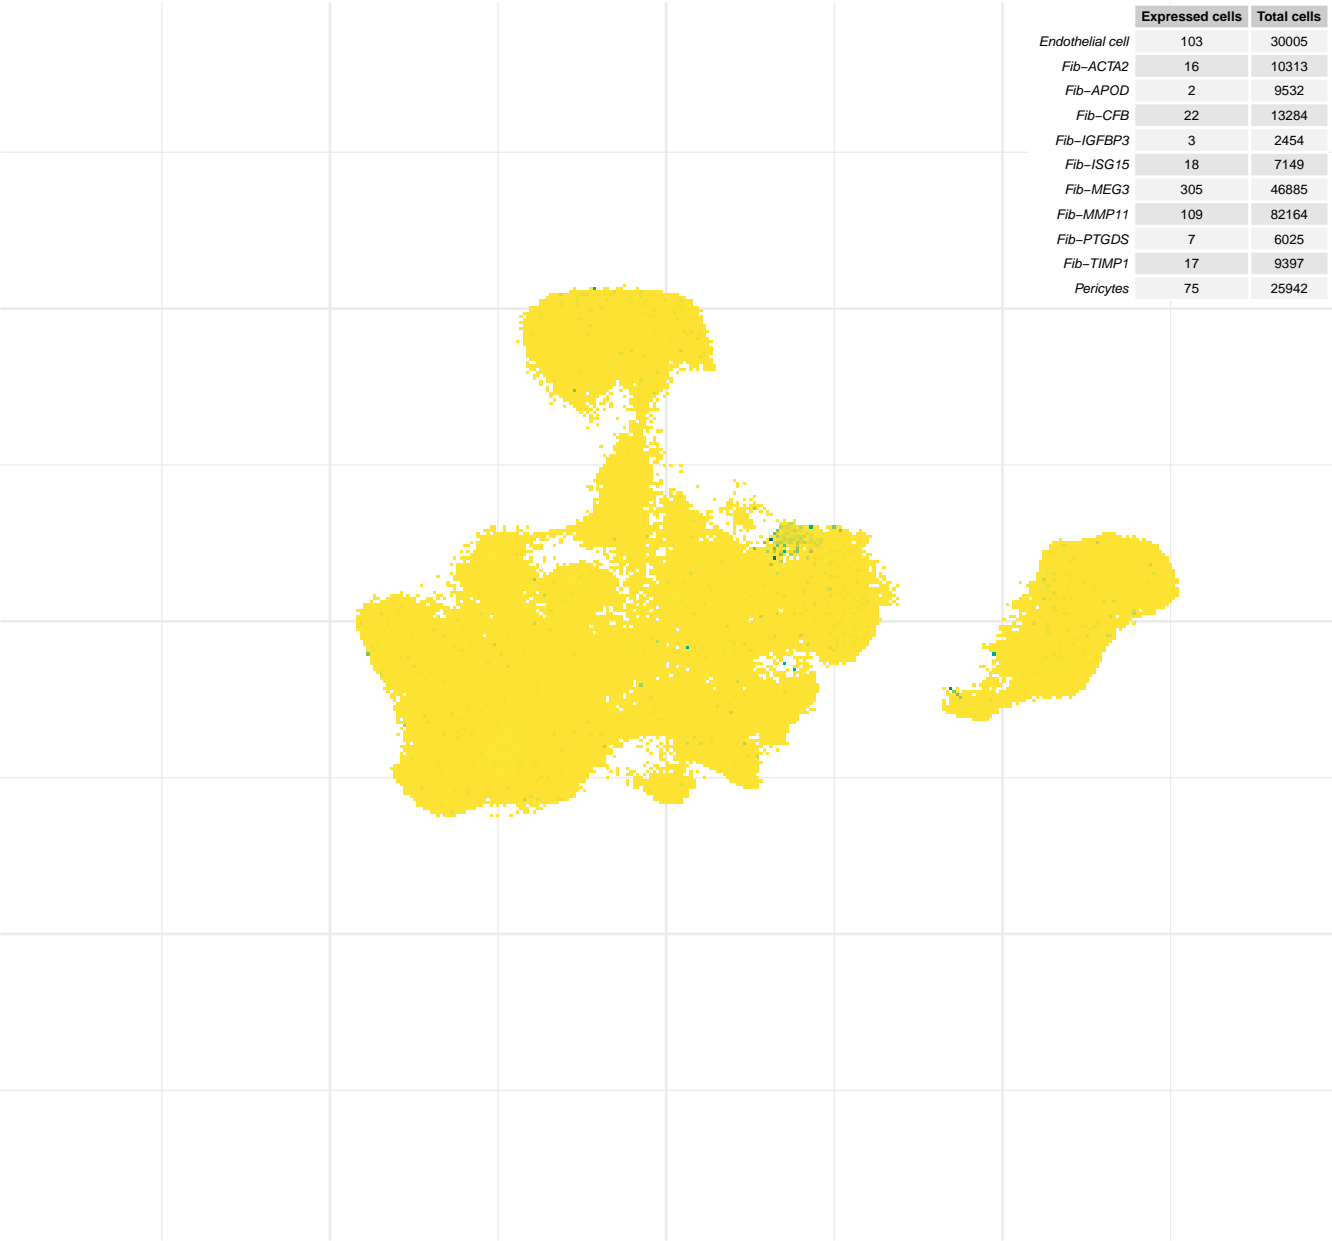 Expressed cells Total cells
Endothelial cell 103 30005
Fib−ACTA2 16 10313
Fib−APOD 2 9532
Fib−CFB 22 13284
Fib−IGFBP3 3 2454
Fib−ISG15 18 7149
Fib−MEG3 305 46885
Fib−MMP11 109 82164
Fib−PTGDS 7 6025
Fib−TIMP1 17 9397
Pericytes 75 25942